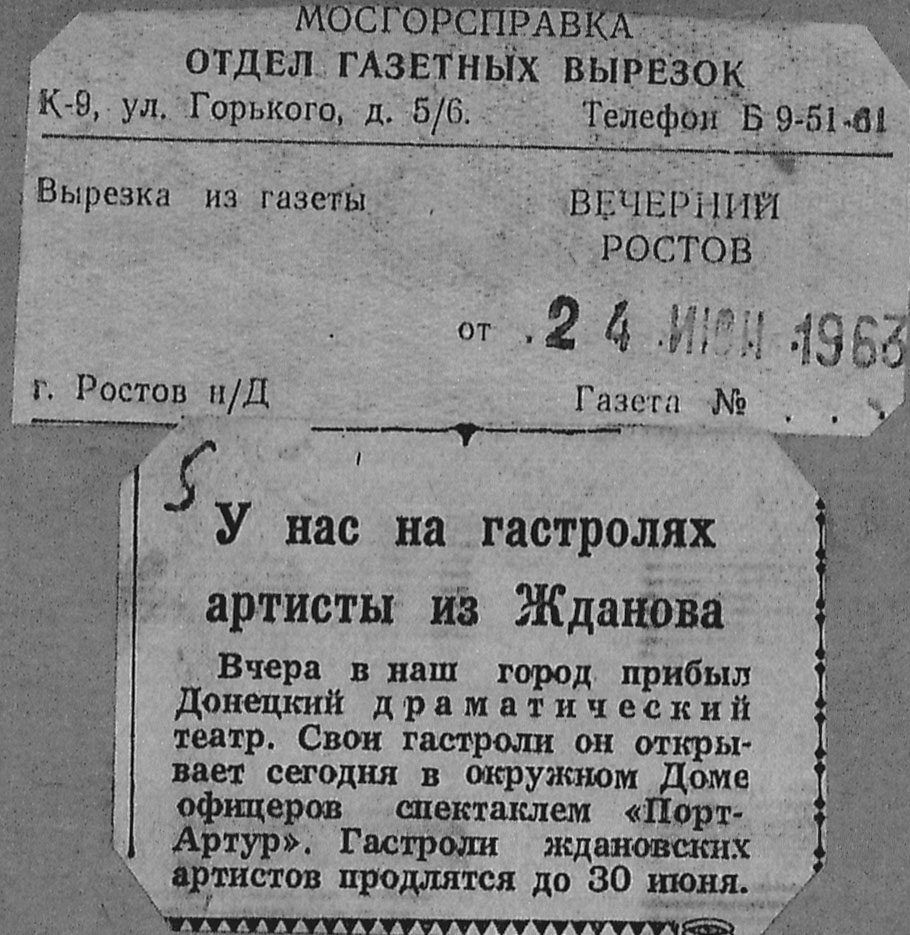 МОСГОРСПРАВКА
ОТДЕЛ ГАЗЕТНЫХ ВЫРЕЗОК
К-9, ул. Горького, д. 5/6. Телефон Б 9-51-61
Вырезка из газеты ВЕЧЕРНИЙ
РОСТОВ
от . 24 ИЮН 1963
г. Ростов н/Д Газета № . . .
5
У нас на гастролях
артисты из Жданова
Вчера в наш город прибыл
Донецкий драматический
театр. Свои гастроли он откры-
вает сегодня в окружном Доме
офицеров спектаклем «Порт-
Артур». Гастроли ждановских
артистов продлятся до 30 июня.